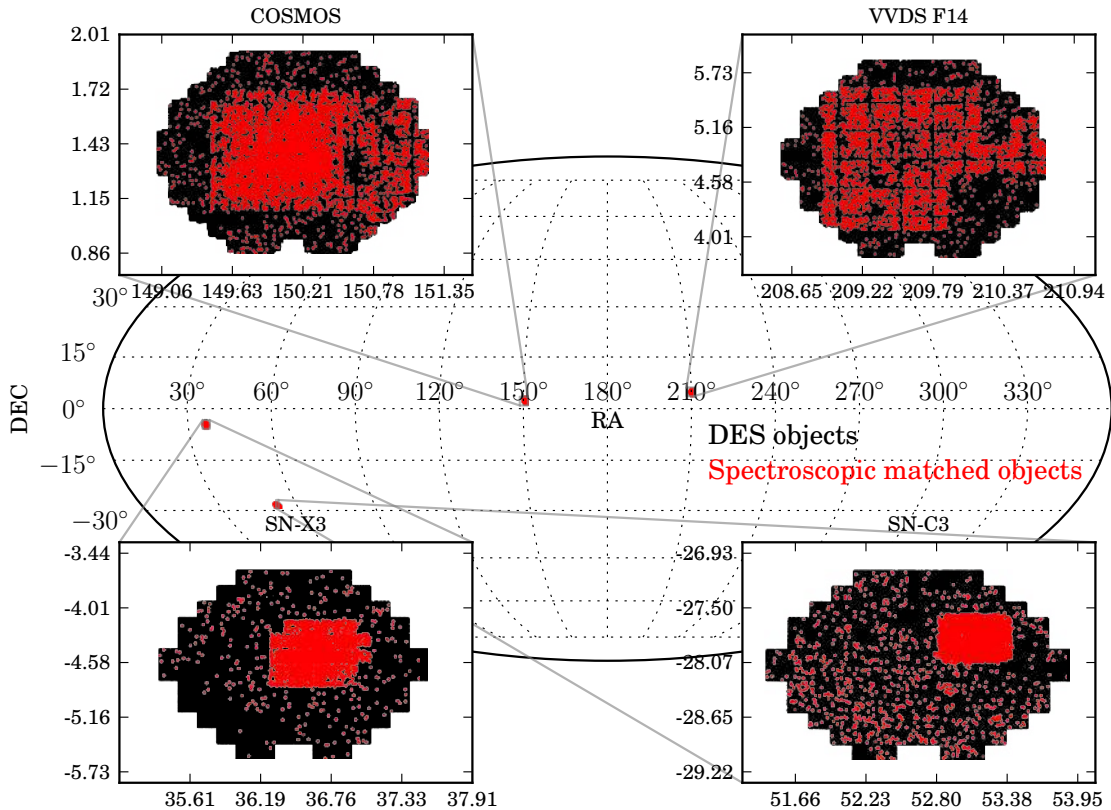 COSMOS
VVDS F14
2.01
1.72
1.43
1.15
0.86
149.06 149.63 150.21 150.78 151.35
5.73
5.16
4.58
4.01
208.65 209.22 209.79 210.37 210.94
30°
15°
0°
−15°
−30°
DEC
30° 60° 90° 120° 150° 180° 210° 240° 270° 300° 330°
RA
DES objects
Spectroscopic matched objects
SN-X3
SN-C3
-3.44
-4.01
-4.58
-5.16
-5.73
35.61 36.19 36.76 37.33 37.91
-26.93
-27.50
-28.07
-28.65
-29.22
51.66 52.23 52.80 53.38 53.95